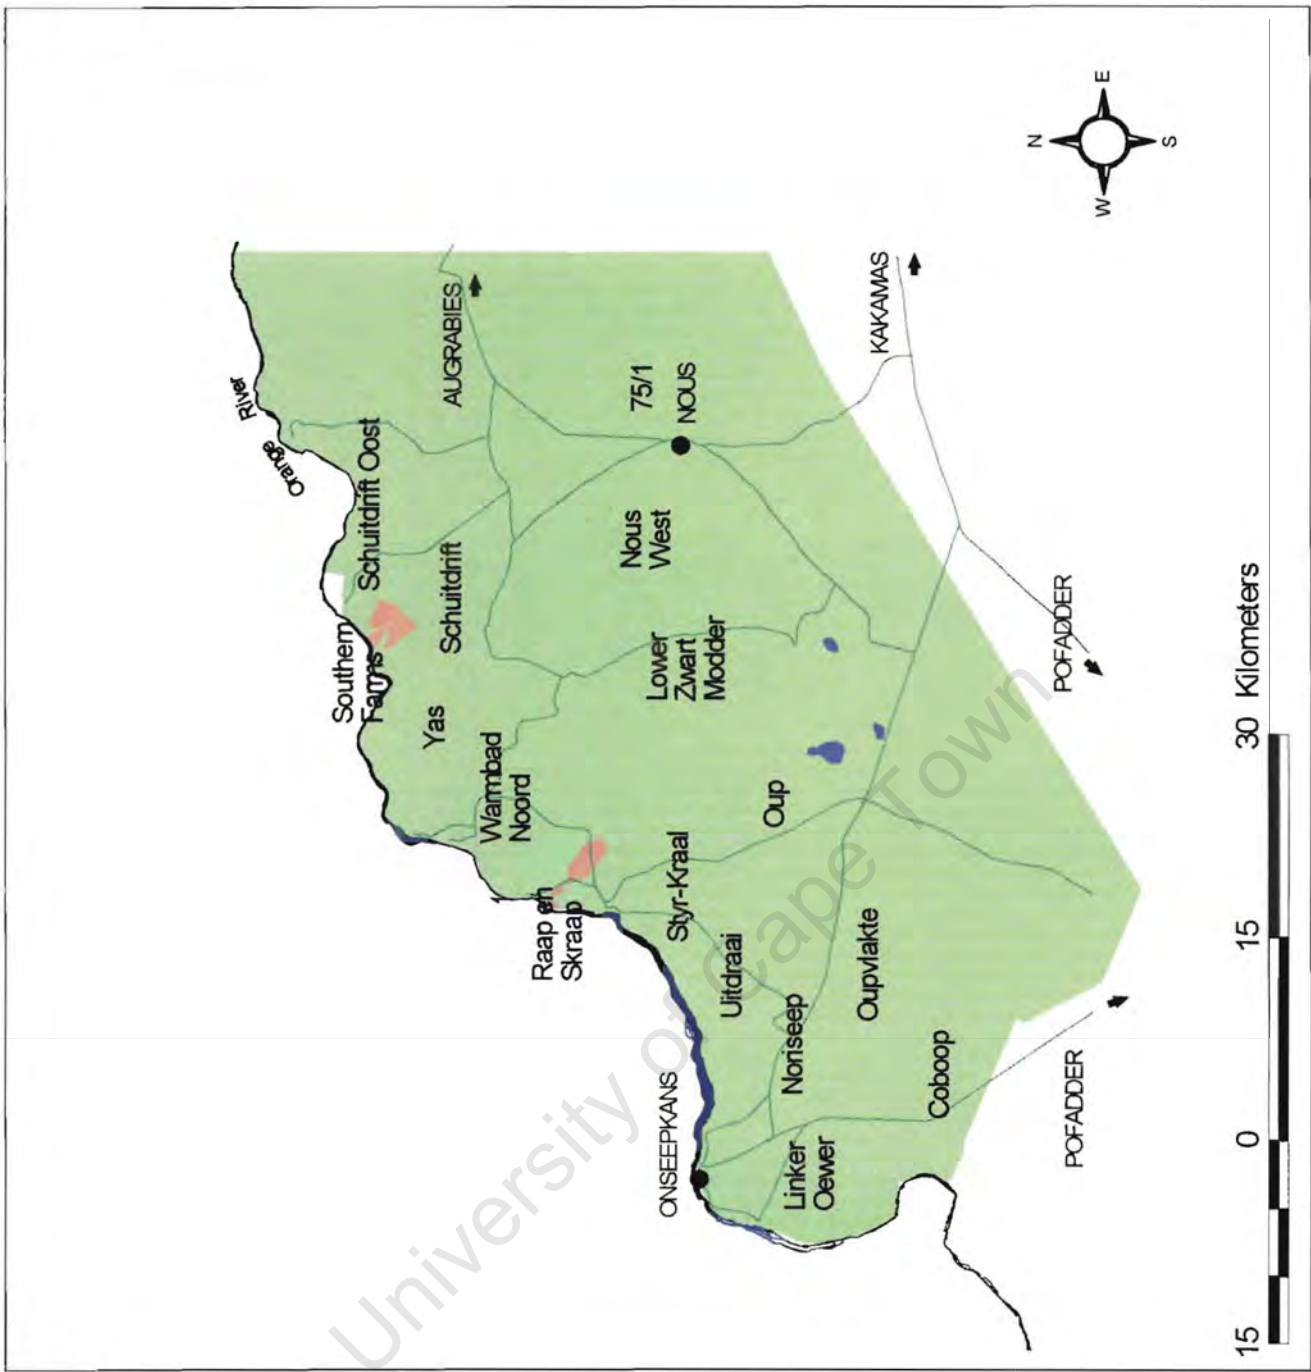 N
E
S
W
Orange River
AUGRABIES
Schuitdrift Oost
75/1
NOUS
KAKAMAS
Schuitdrift
Nous
West
Southern
Farms
Yas
Lower
Zwart
Modder
POFADDER
Warmbad
Noord
Oup
Raap en
Skraap
Styr-Kraal
Uitdraai
Oupvlakte
Noriseep
Coboop
ONSEEPKANS
Linker
Oewer
POFADDER
15 0 15 30 Kilometers
University of Cape Town